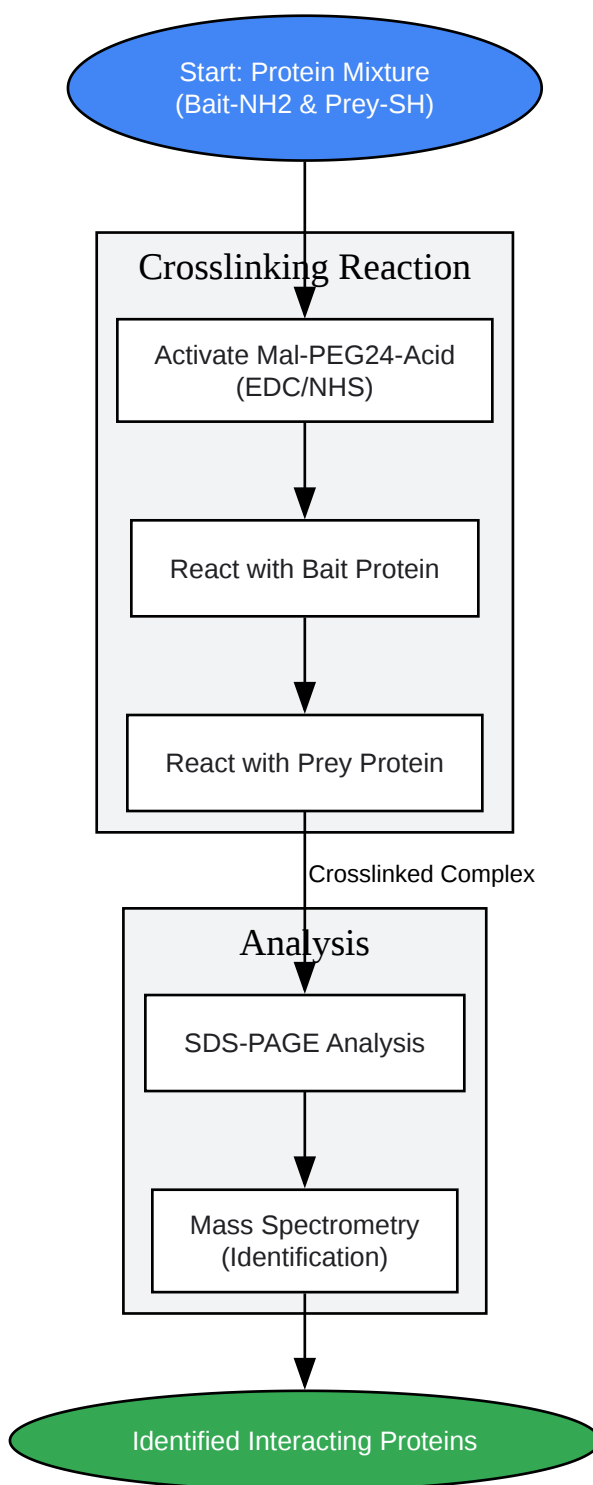 Start: Protein Mixture
(Bait-NH2 & Prey-SH)
Crosslinking Reaction
Activate Mal-PEG24-Acid
(EDC/NHS)
React with Bait Protein
React with Prey Protein
Crosslinked Complex
Analysis
SDS-PAGE Analysis
Mass Spectrometry
(Identification)
Identified Interacting Proteins